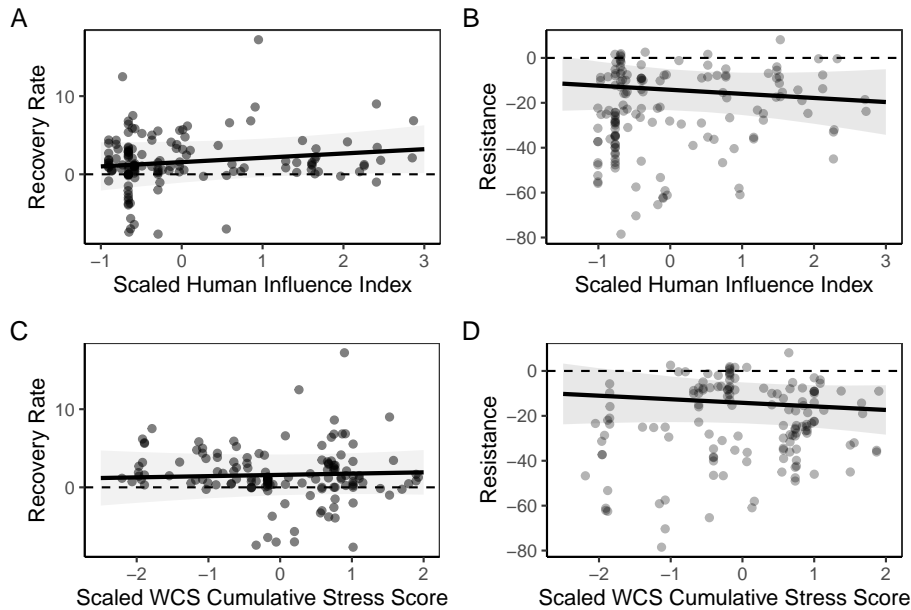 A
Recovery Rate
10
0
−1
0
1
2
3
Scaled Human Influence Index
B
Resistance
0
−20
−40
−60
−80
−1
0
1
2
3
Scaled Human Influence Index
C
Recovery Rate
10
0
−2
−1
0
1
2
Scaled WCS Cumulative Stress Score
D
Resistance
0
−20
−40
−60
−80
−2
−1
0
1
2
Scaled WCS Cumulative Stress Score